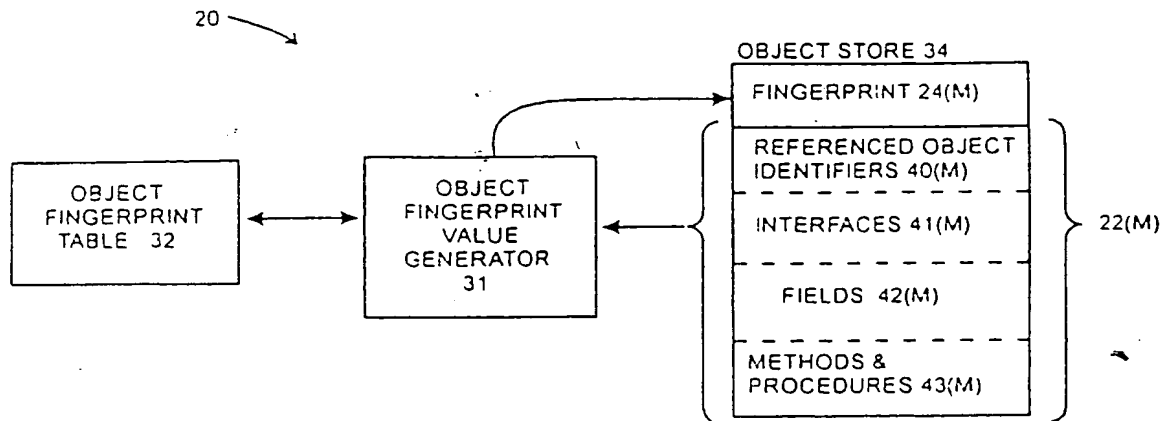 20
OBJECT STORE 34
FINGERPRINT 24(M)
REFERENCED OBJECT
IDENTIFIERS 40(M)
INTERFACES 41(M)
FIELDS 42(M)
METHODS &
PROCEDURES 43(M)
22(M)
OBJECT
FINGERPRINT
VALUE
GENERATOR
31
OBJECT
FINGERPRINT
TABLE 32